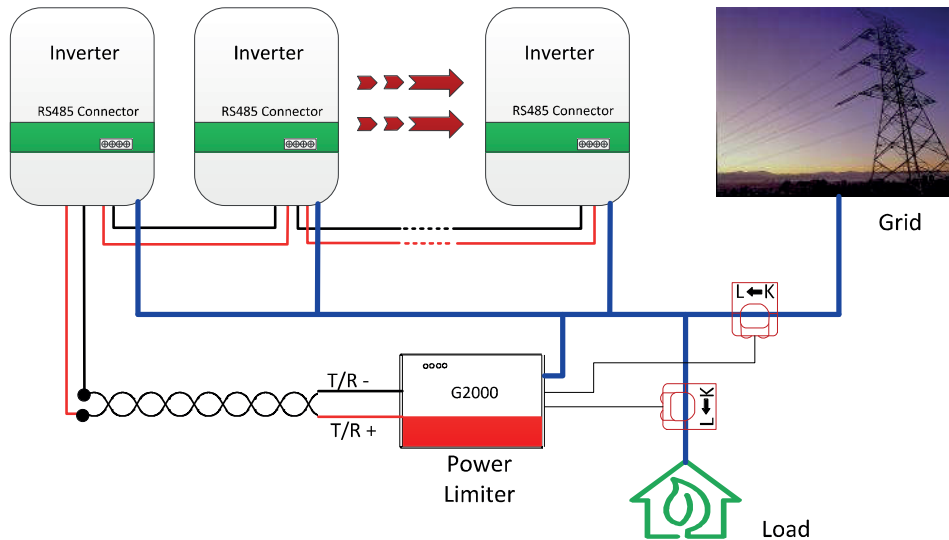 Inverter
RS485 Connector
Inverter
RS485 Connector
Inverter
RS485 Connector
Grid
L K
T/R -
T/R +
G2000
L K
Power
Limiter
Load